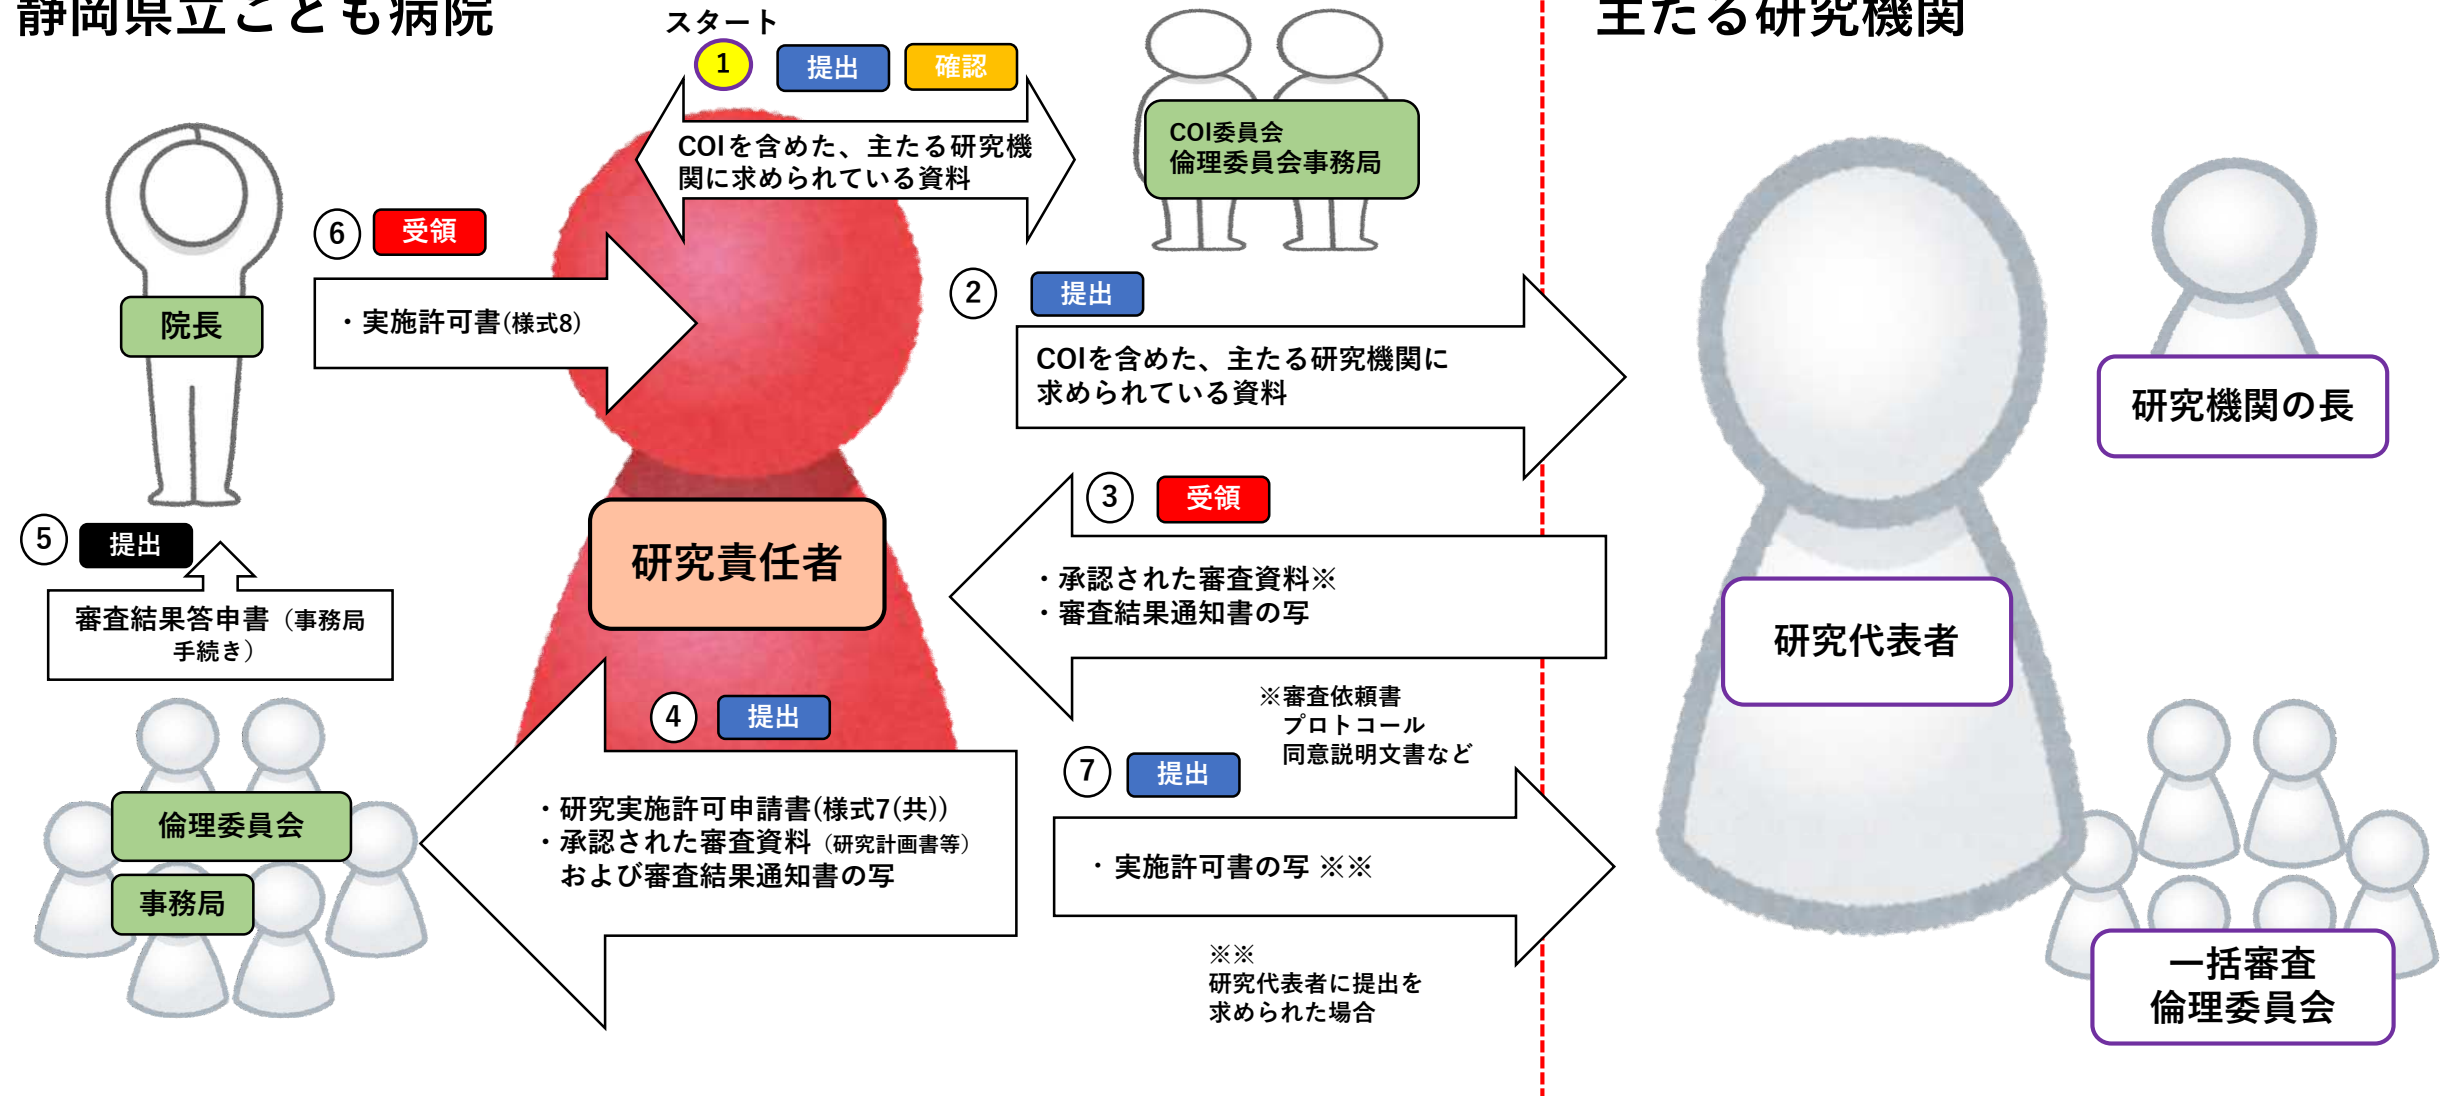 静岡県立こども病院
主たる研究機関
スタート
1
提出
確認
COIを含めた、主たる研究機
関に求められている資料
COI委員会
倫理委員会事務局
6
受領
・実施許可書(様式8)
院長
2
提出
COIを含めた、主たる研究機関に
求められている資料
研究機関の長
3
受領
・承認された審査資料※
・審査結果通知書の写
※審査依頼書
プロトコール
同意説明文書など
研究責任者
研究代表者
5
提出
審査結果答申書（事務局
手続き）
4
提出
・研究実施許可申請書(様式7(共))
・承認された審査資料（研究計画書等）
および審査結果通知書の写
倫理委員会
事務局
7
提出
・実施許可書の写 ※※
※※
研究代表者に提出を
求められた場合
一括審査
倫理委員会